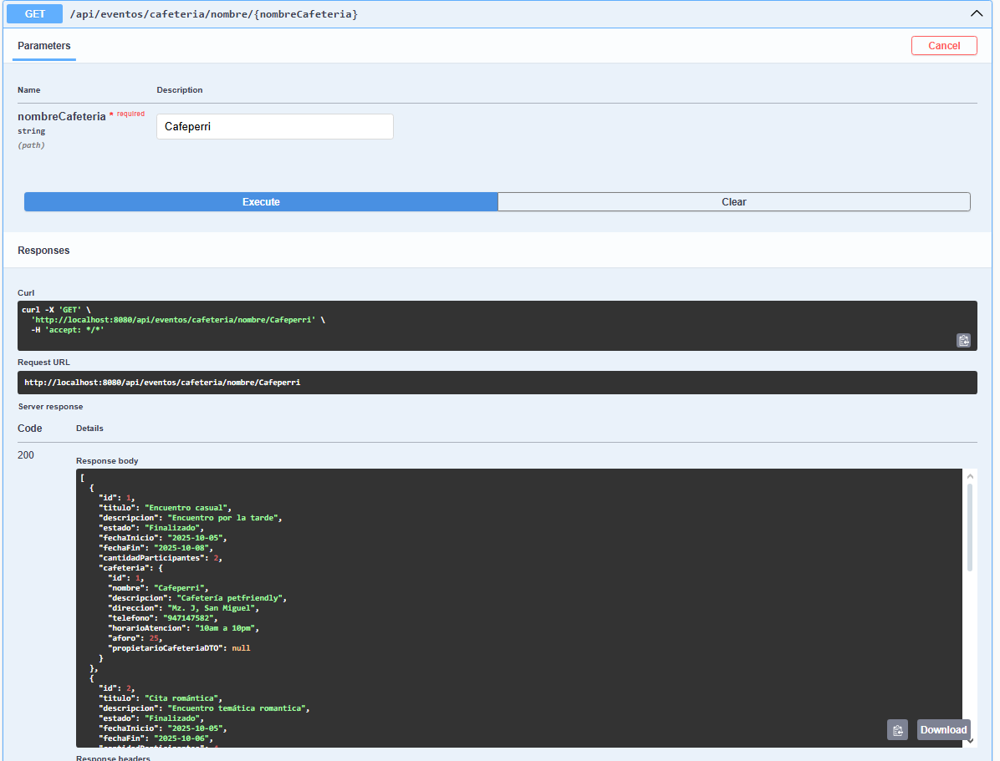 GET /api/eventos/cafeteria/nombre/{nombreCafeteria}
Parameters
Cancel
Name Description
nombreCafeteria * required
string
(path)
Cafeperri
Execute Clear
Responses
Curl
curl -X 'GET' \
'http://localhost:8080/api/eventos/cafeteria/nombre/Cafeperri' \
-H 'accept: */*'
Request URL
http://localhost:8080/api/eventos/cafeteria/nombre/Cafeperri
Server response
Code Details
200
Response body
[
{
"id": 1,
"titulo": "Encuentro casual",
"descripcion": "Encuentro por la tarde",
"estado": "Finalizado",
"fechaInicio": "2025-10-05",
"fechaFin": "2025-10-08",
"cantidadParticipantes": 2,
"cafeteria": {
"id": 1,
"nombre": "Cafeperri",
"descripcion": "Cafetería petfriendly",
"direccion": "Mz. J, San Miguel",
"telefono": "947147582",
"horarioAtencion": "10am a 10pm",
"aforo": 25,
"propietarioCafeteriaDTO": null
}
},
{
"id": 2,
"titulo": "Cita romántica",
"descripcion": "Encuentro temática romantica",
"estado": "Finalizado",
"fechaInicio": "2025-10-05",
"fechaFin": "2025-10-06",
Download
Response headers